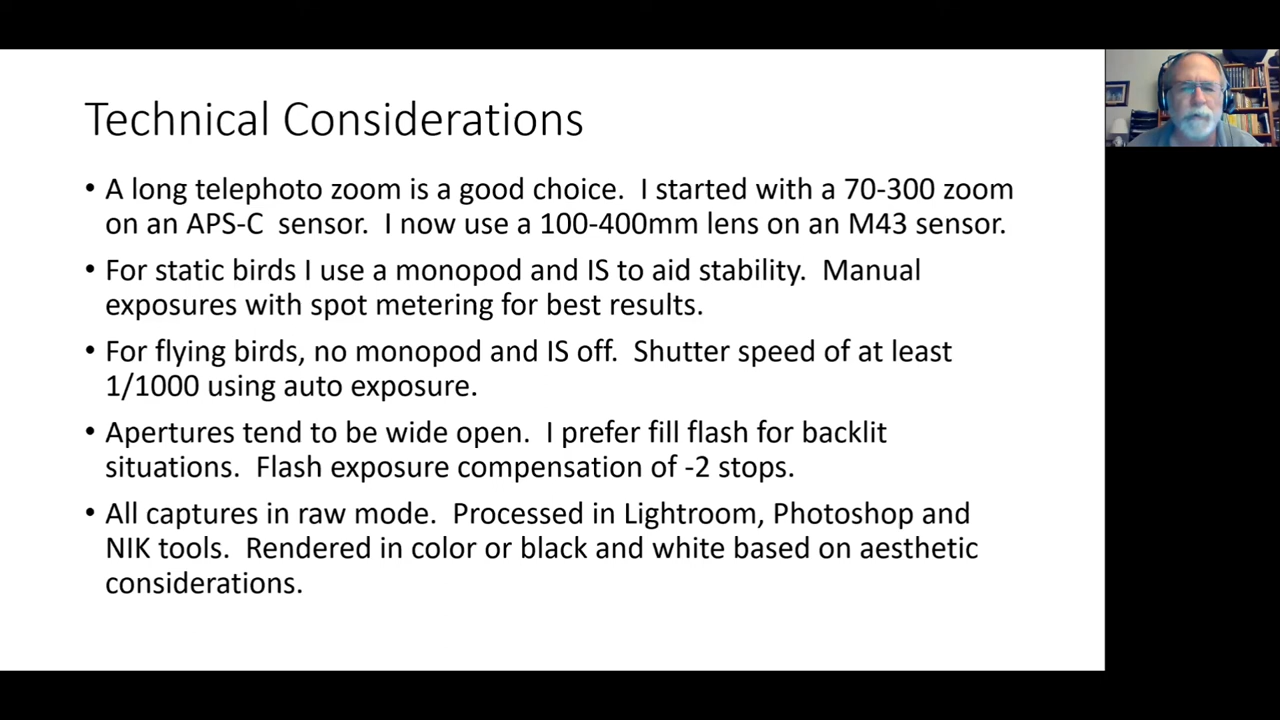 Technical Considerations
• A long telephoto zoom is a good choice.  I started with a 70-300 zoom
on an APS-C  sensor.  I now use a 100-400mm lens on an M43 sensor.
• For static birds I use a monopod and IS to aid stability.  Manual
exposures with spot metering for best results.
• For flying birds, no monopod and IS off.  Shutter speed of at least
1/1000 using auto exposure.
• Apertures tend to be wide open.  I prefer fill flash for backlit
situations.  Flash exposure compensation of -2 stops.
• All captures in raw mode.  Processed in Lightroom, Photoshop and
NIK tools.  Rendered in color or black and white based on aesthetic
considerations.